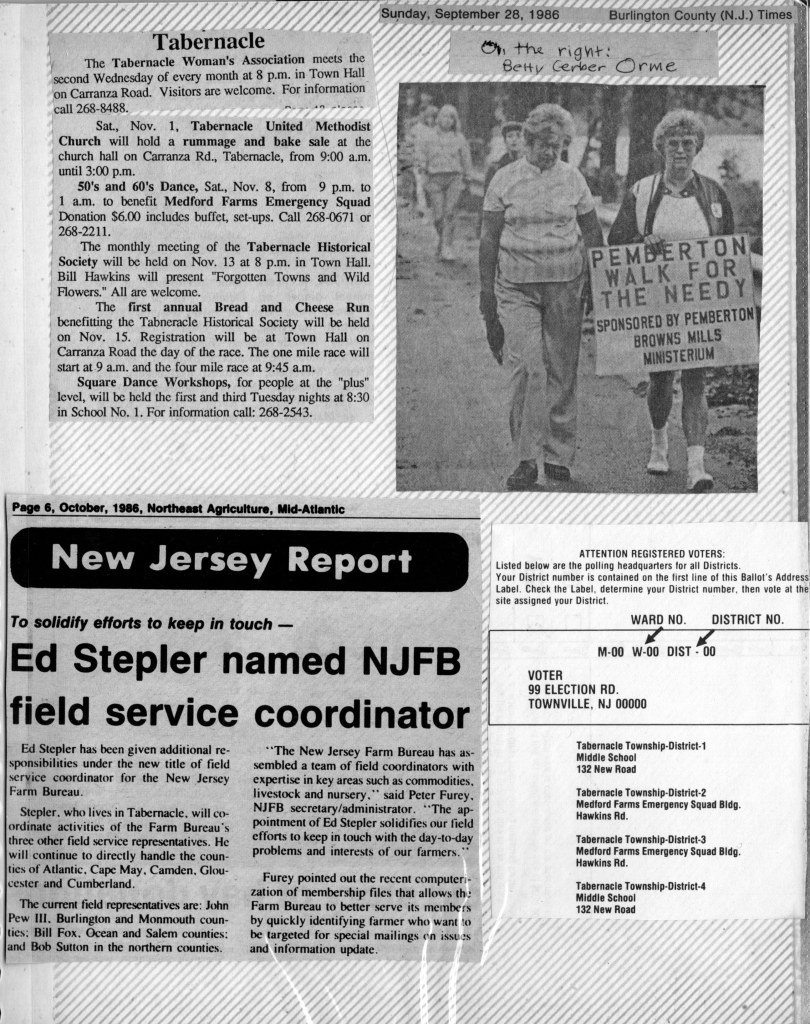 Sunday, September 28, 1986 Burlington County (N.J.) Times
Tabernacle
The Tabernacle Woman's Association meets the
second Wednesday of every month at 8 p.m. in Town Hall
on Carranza Road. Visitors are welcome. For information
call 268-8488.
Sat., Nov. 1, Tabernacle United Methodist
Church will hold a rummage and bake sale at the
church hall on Carranza Rd., Tabernacle, from 9:00 a.m.
until 3:00 p.m.
50's and 60's Dance, Sat., Nov. 8, from 9 p.m. to
1 a.m. to benefit Medford Farms Emergency Squad
Donation $6.00 includes buffet, set-ups. Call 268-0671 or
268-2211.
The monthly meeting of the Tabernacle Historical
Society will be held on Nov. 13 at 8 p.m. in Town Hall.
Bill Hawkins will present "Forgotten Towns and Wild
Flowers." All are welcome.
The first annual Bread and Cheese Run
benefitting the Tabneracle Historical Society will be held
on Nov. 15. Registration will be at Town Hall on
Carranza Road the day of the race. The one mile race will
start at 9 a.m. and the four mile race at 9:45 a.m.
Square Dance Workshops, for people at the "plus"
level, will be held the first and third Tuesday nights at 8:30
in School No. 1. For information call: 268-2543.
On the right:
Betty Gerber Orme
PEMBERTON
WALK FOR
THE NEEDY
SPONSORED BY PEMBERTON
BROWNS MILLS
MINISTERIUM
Page 6, October, 1986, Northeast Agriculture, Mid-Atlantic
New Jersey Report
To solidify efforts to keep in touch —
Ed Stepler named NJFB
field service coordinator
Ed Stepler has been given additional re-
sponsibilities under the new title of field
service coordinator for the New Jersey
Farm Bureau.
Stepler, who lives in Tabernacle, will co-
ordinate activities of the Farm Bureau's
three other field service representatives. He
will continue to directly handle the coun-
ties of Atlantic, Cape May, Camden, Glou-
cester and Cumberland.
The current field representatives are: John
Pew III, Burlington and Monmouth coun-
ties; Bill Fox, Ocean and Salem counties;
and Bob Sutton in the northern counties.
"The New Jersey Farm Bureau has as-
sembled a team of field coordinators with
expertise in key areas such as commodities,
livestock and nursery," said Peter Furey,
NJFB secretary/administrator. "The ap-
pointment of Ed Stepler solidifies our field
efforts to keep in touch with the day-to-day
problems and interests of our farmers."
Furey pointed out the recent computeri-
zation of membership files that allows the
Farm Bureau to better serve its members
by quickly identifying farmer who want to
be targeted for special mailings on issues
and information update.
ATTENTION REGISTERED VOTERS:
Listed below are the polling headquarters for all Districts.
Your District number is contained on the first line of this Ballot's Address
Label. Check the Label, determine your District number, then vote at the
site assigned your District.
WARD NO. DISTRICT NO.
M-00 W-00 DIST - 00
VOTER
99 ELECTION RD.
TOWNVILLE, NJ 00000
Tabernacle Township-District-1
Middle School
132 New Road
Tabernacle Township-District-2
Medford Farms Emergency Squad Bldg.
Hawkins Rd.
Tabernacle Township-District-3
Medford Farms Emergency Squad Bldg.
Hawkins Rd.
Tabernacle Township-District-4
Middle School
132 New Road